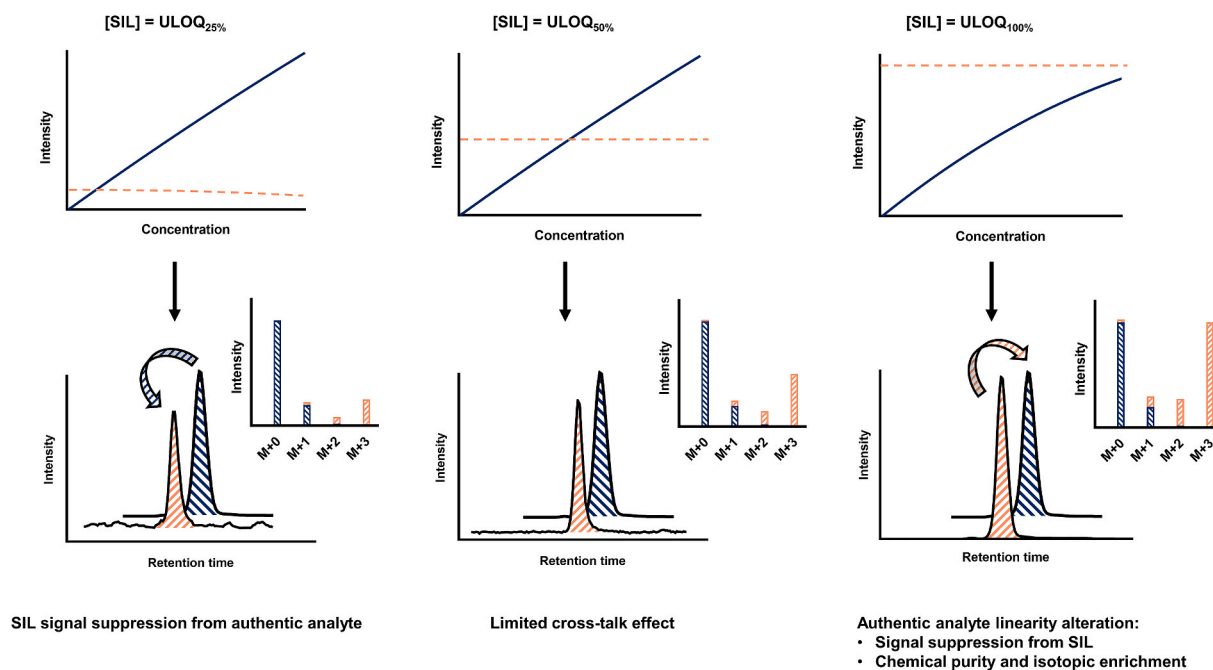 [SIL] = ULOQ25%
Intensity
Concentration
Intensity
M+0
M+1
M+2
M+3
Intensity
Retention time
SIL signal suppression from authentic analyte
[SIL] = ULOQ50%
Intensity
Concentration
Intensity
M+0
M+1
M+2
M+3
Intensity
Retention time
Limited cross-talk effect
[SIL] = ULOQ100%
Intensity
Concentration
Intensity
M+0
M+1
M+2
M+3
Intensity
Retention time
Authentic analyte linearity alteration:
• Signal suppression from SIL
• Chemical purity and isotopic enrichment